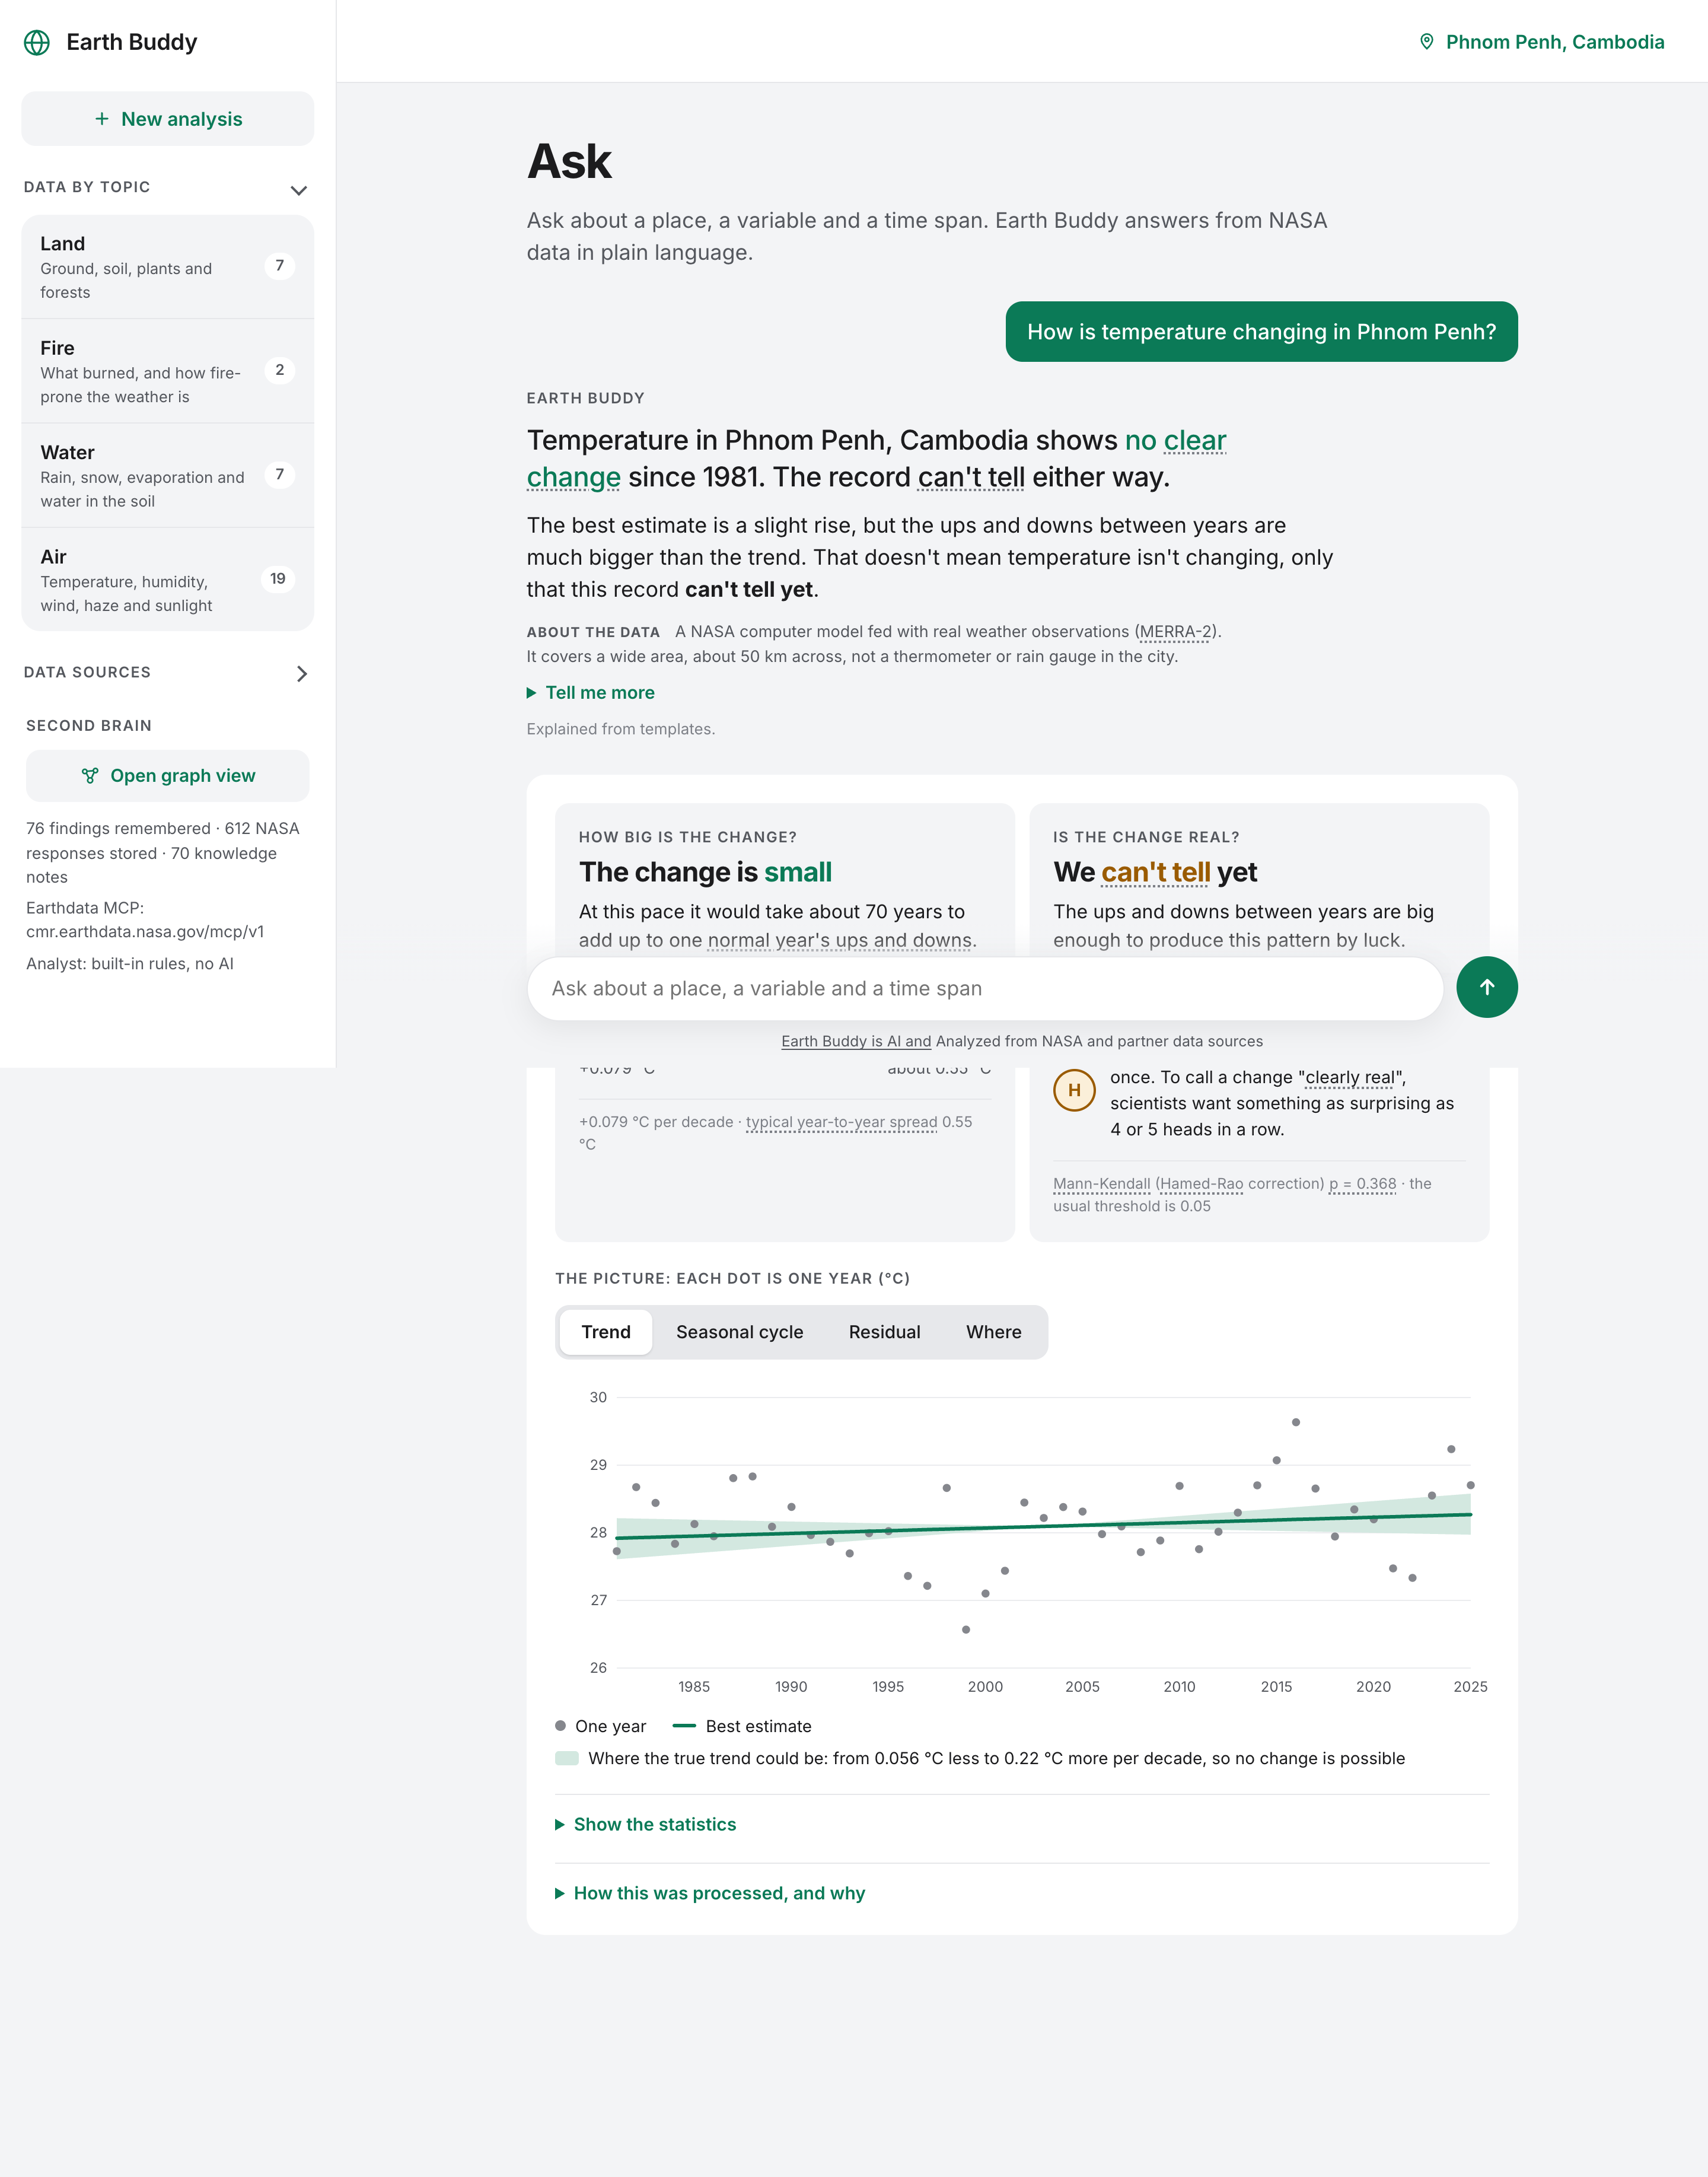 Earth Buddy
Phnom Penh, Cambodia
New analysis
DATA BY TOPIC
Land
Ground, soil, plants and
forests
7
Fire
What burned, and how fire-
prone the weather is
2
Water
Rain, snow, evaporation and
water in the soil
7
Air
Temperature, humidity,
wind, haze and sunlight
19
DATA SOURCES
SECOND BRAIN
Open graph view
76 findings remembered · 612 NASA
responses stored · 70 knowledge
notes
Earthdata MCP:
cmr.earthdata.nasa.gov/mcp/v1
Analyst: built-in rules, no AI
Ask
Ask about a place, a variable and a time span. Earth Buddy answers from NASA
data in plain language.
How is temperature changing in Phnom Penh?
EARTH BUDDY
Temperature in Phnom Penh, Cambodia shows no clear
change since 1981. The record can't tell either way.
The best estimate is a slight rise, but the ups and downs between years are
much bigger than the trend. That doesn't mean temperature isn't changing, only
that this record can't tell yet.
ABOUT THE DATA A NASA computer model fed with real weather observations (MERRA-2).
It covers a wide area, about 50 km across, not a thermometer or rain gauge in the city.
Tell me more
Explained from templates.
HOW BIG IS THE CHANGE?
The change is small
At this pace it would take about 70 years to
add up to one normal year's ups and downs.
IS THE CHANGE REAL?
We can't tell yet
The ups and downs between years are big
enough to produce this pattern by luck.
Ask about a place, a variable and a time span
Earth Buddy is AI and Analyzed from NASA and partner data sources
+0.079 °C
about 0.55 °C
+0.079 °C per decade · typical year-to-year spread 0.55
°C
H
once. To call a change "clearly real",
scientists want something as surprising as
4 or 5 heads in a row.
Mann-Kendall (Hamed-Rao correction) p = 0.368 · the
usual threshold is 0.05
THE PICTURE: EACH DOT IS ONE YEAR (°C)
Trend Seasonal cycle Residual Where
30
29
28
27
26
1985 1990 1995 2000 2005 2010 2015 2020 2025
One year Best estimate
Where the true trend could be: from 0.056 °C less to 0.22 °C more per decade, so no change is possible
Show the statistics
How this was processed, and why